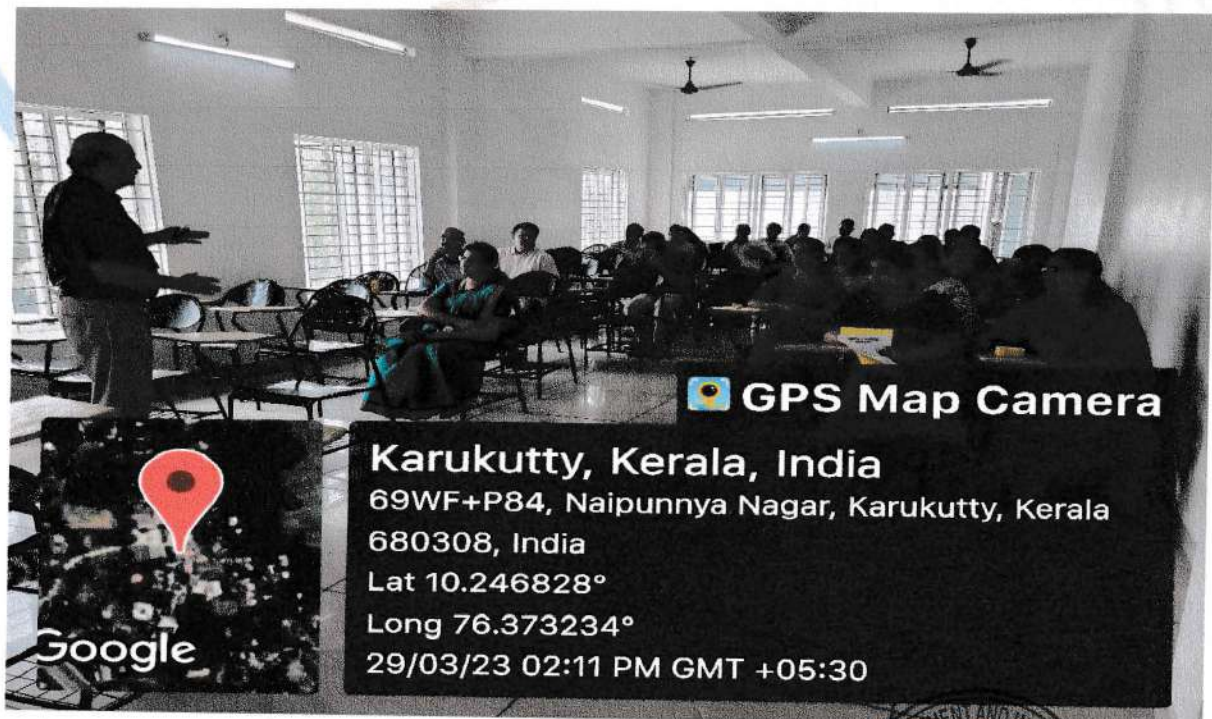 GPS Map Camera
Karukutty, Kerala, India
69WF+P84, Naipunnya Nagar, Karukutty, Kerala
680308, India
Lat 10.246828°
Long 76.373234°
29/03/23 02:11 PM GMT +05:30
Google